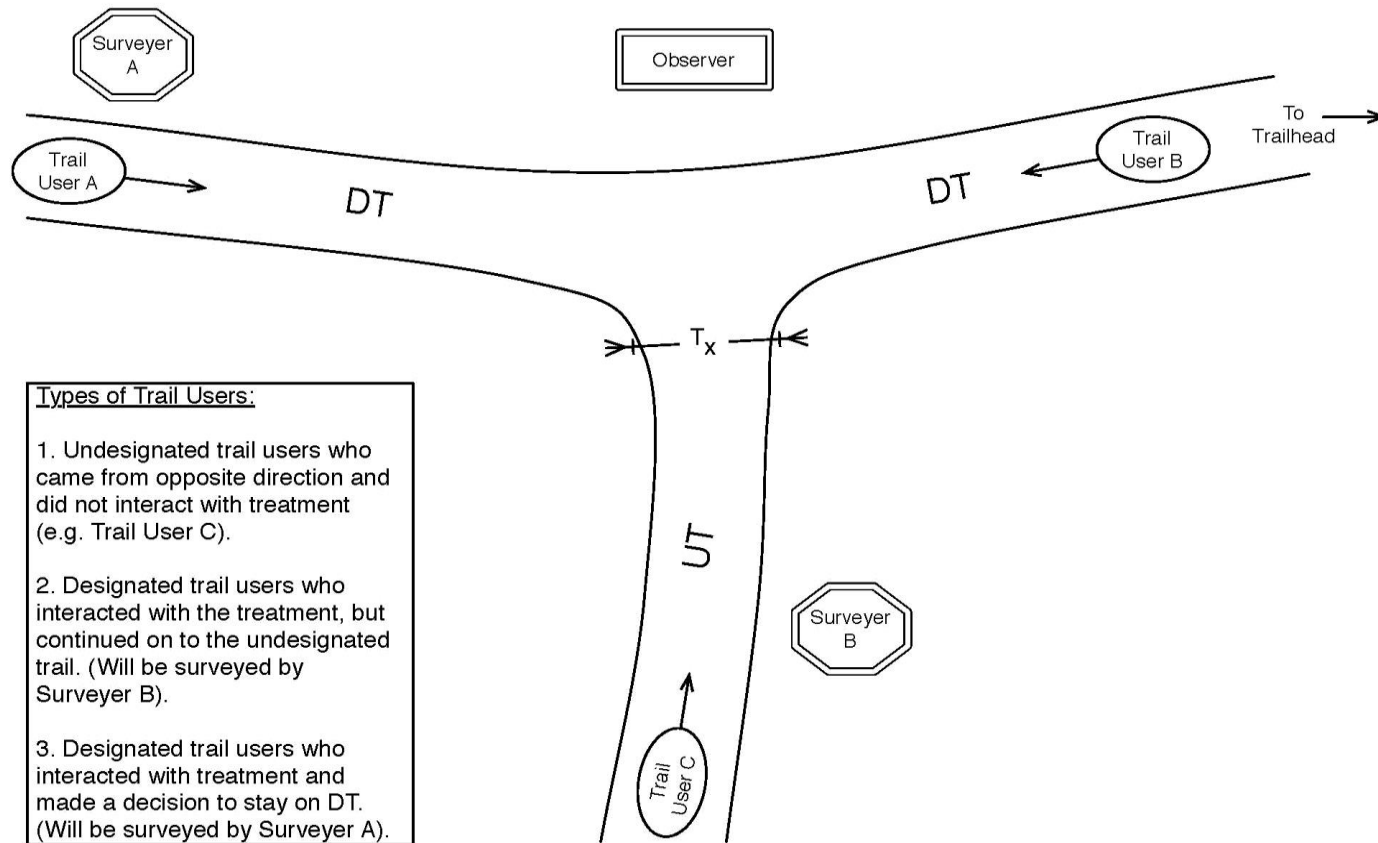 Surveyer
A
Observer
To
Trailhead
Trail
User A
Trail
User B
DT
DT
Tx
Types of Trail Users:
1. Undesignated trail users who
came from opposite direction and
did not interact with treatment
(e.g. Trail User C).
2. Designated trail users who
interacted with the treatment, but
continued on to the undesignated
trail. (Will be surveyed by
Surveyer B).
3. Designated trail users who
interacted with treatment and
made a decision to stay on DT.
(Will be surveyed by Surveyer A).
UT
Surveyer
B
Trail
User C